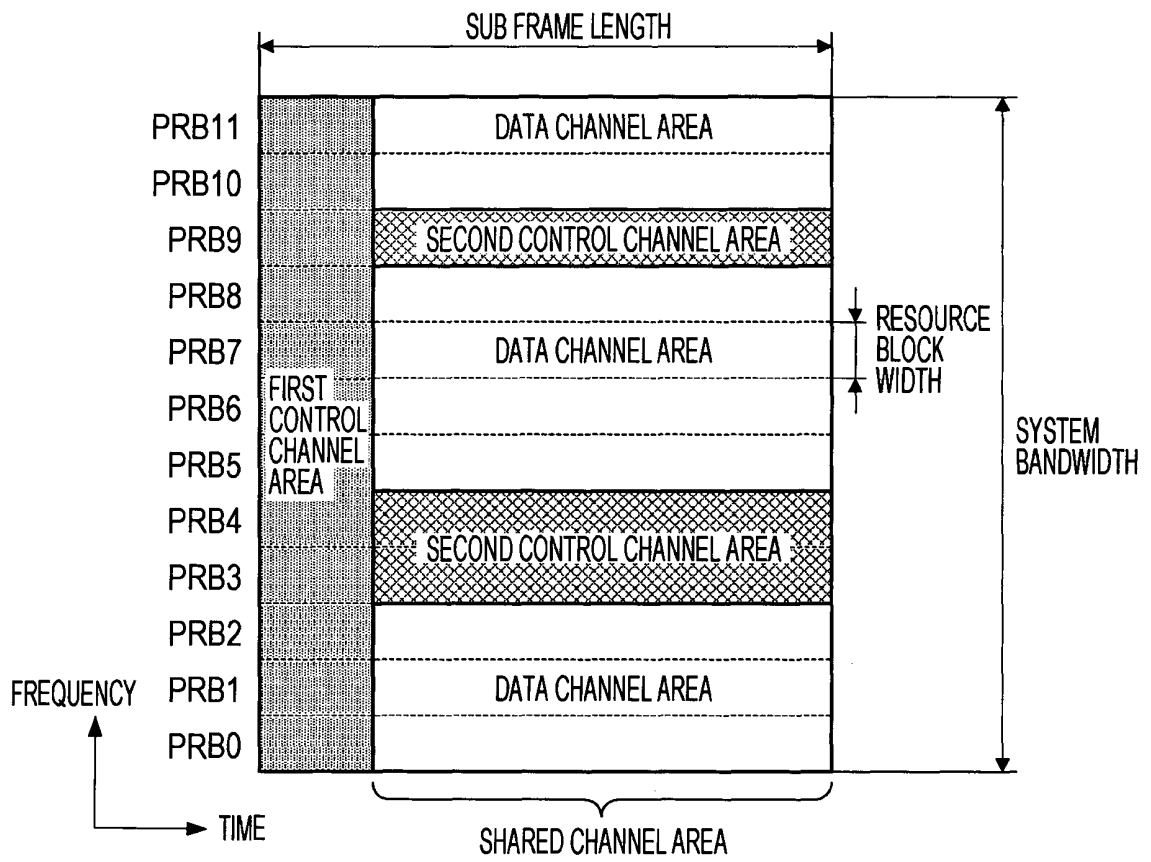 SUB FRAME LENGTH
PRB11
DATA CHANNEL AREA
PRB10
PRB9
SECOND CONTROL CHANNEL AREA
PRB8
PRB7
DATA CHANNEL AREA
RESOURCE
BLOCK
WIDTH
PRB6
FIRST
CONTROL
CHANNEL
AREA
PRB5
SYSTEM
BANDWIDTH
PRB4
SECOND CONTROL CHANNEL AREA
PRB3
PRB2
FREQUENCY
PRB1
DATA CHANNEL AREA
PRB0
TIME
SHARED CHANNEL AREA